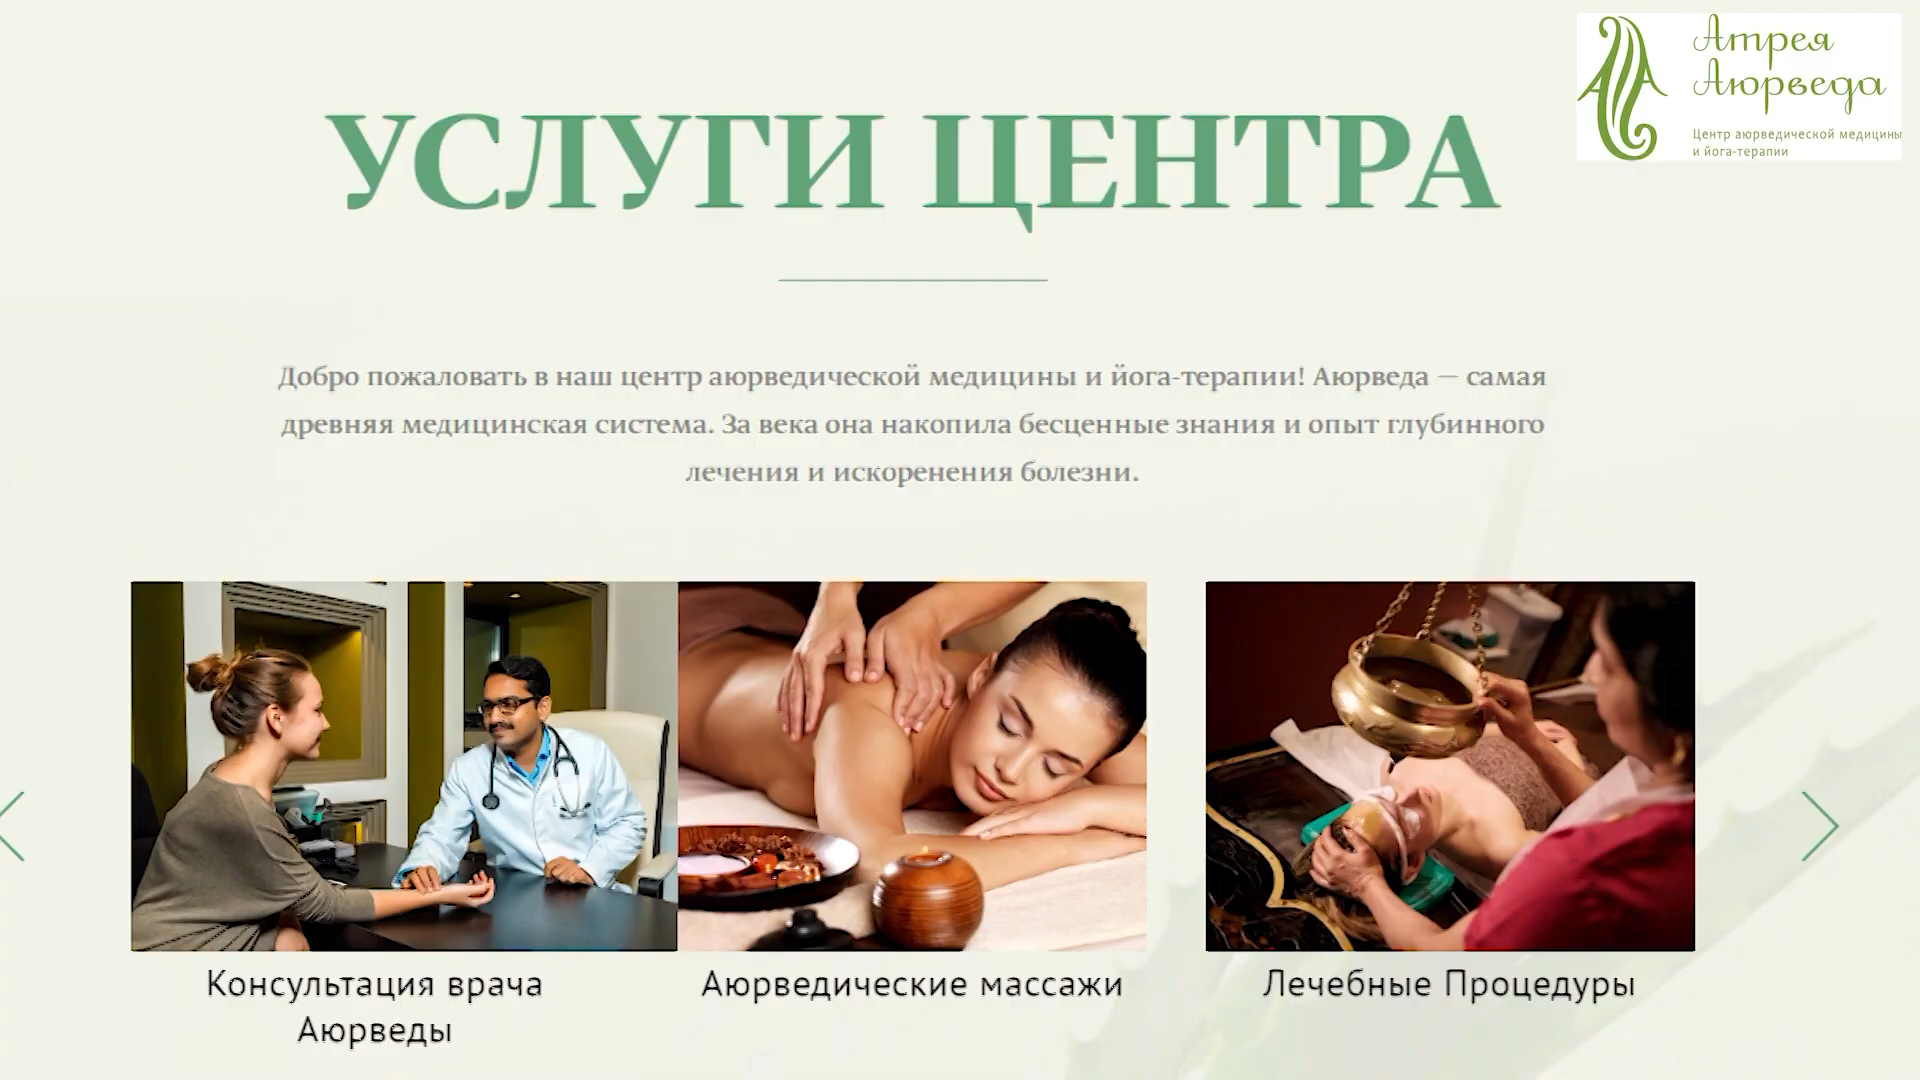 Атрея
Аюрведа
Центр аюрведической медицины
и йога-терапии
УСЛУГИ ЦЕНТРА
Добро пожаловать в наш центр аюрведической медицины и йога-терапии! Аюрведа — самая
древняя медицинская система. За века она накопила бесценные знания и опыт глубинного
лечения и искоренения болезни.
Консультация врача
Аюрведы
Аюрведические массажи
Лечебные Процедуры